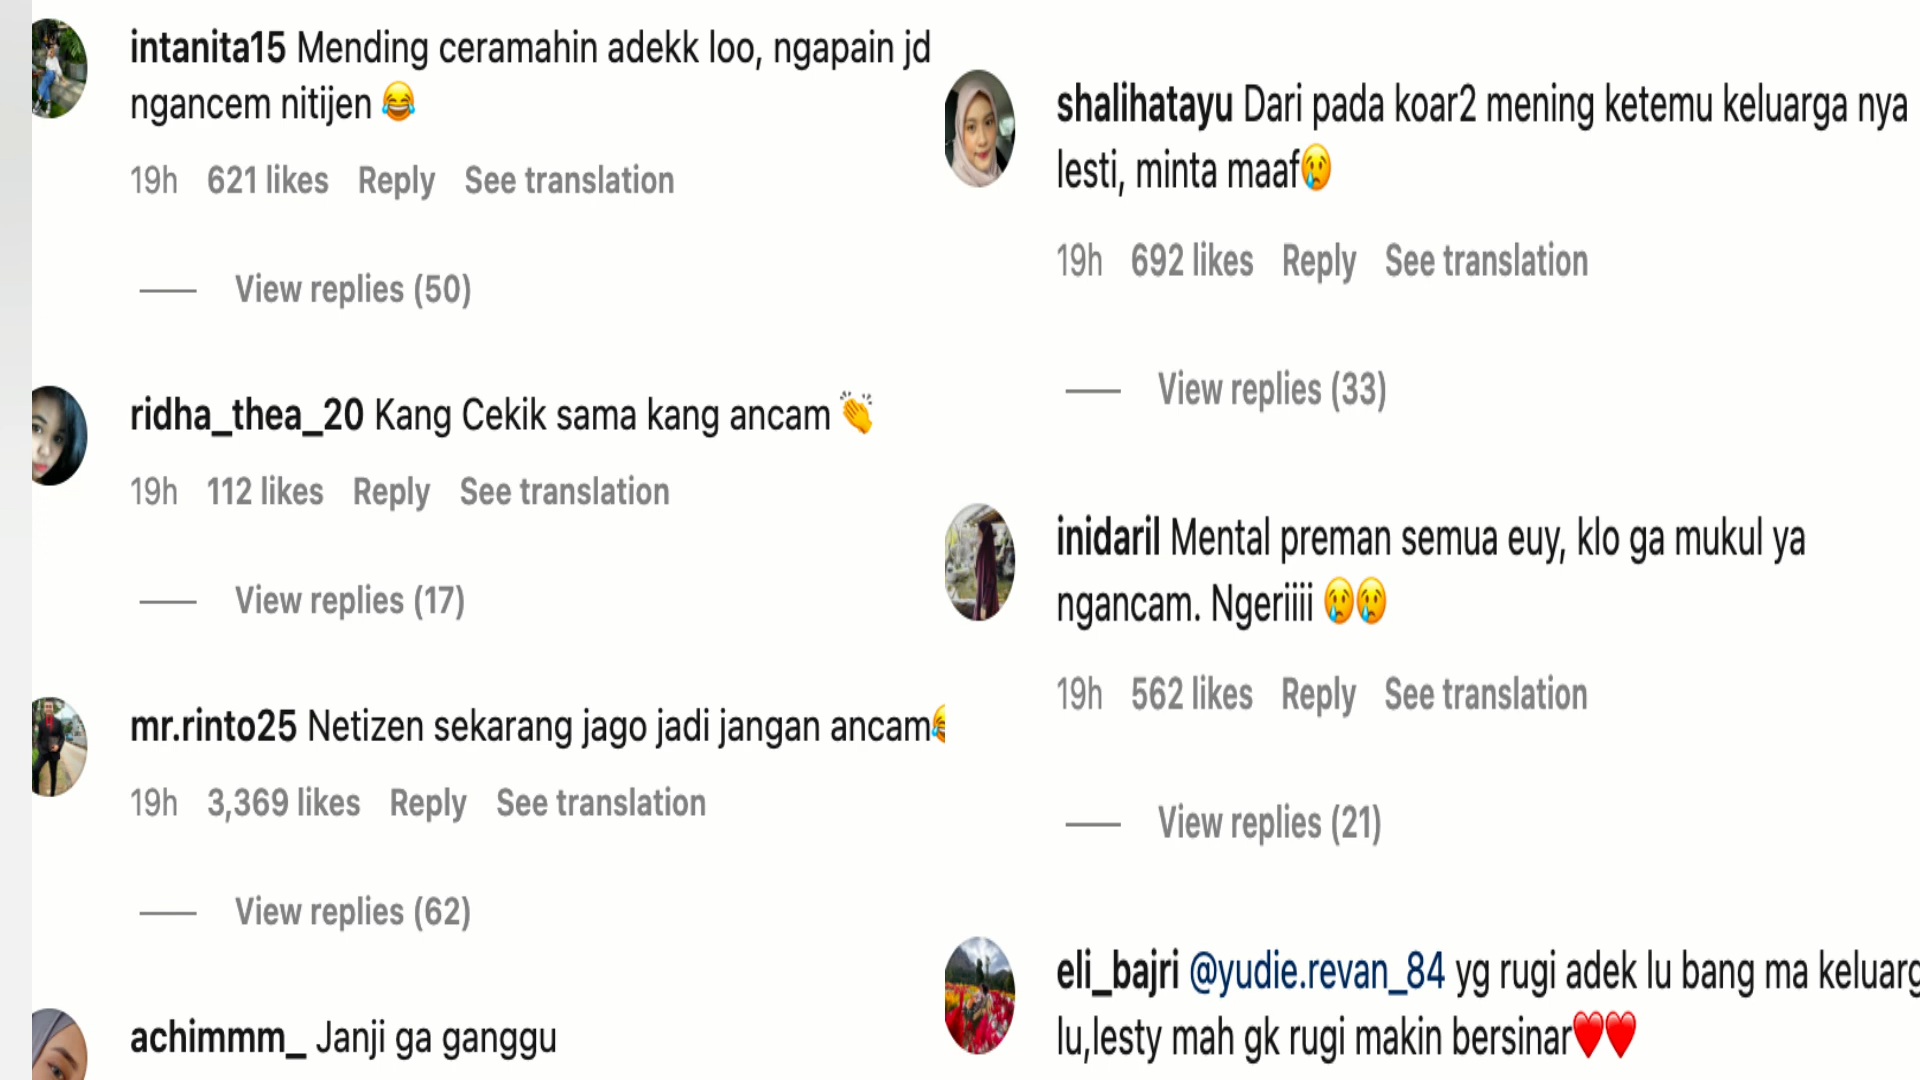 intanita15 Mending ceramahin adekk loo, ngapain jd
ngancem nitijen 😂
19h 621 likes Reply See translation
View replies (50)
ridha_thea_20 Kang Cekik sama kang ancam 👏
19h 112 likes Reply See translation
View replies (17)
mr.rinto25 Netizen sekarang jago jadi jangan ancam😂
19h 3,369 likes Reply See translation
View replies (62)
achimmm_ Janji ga ganggu
shalihatayu Dari pada koar2 mening ketemu keluarga nya
lesti, minta maaf😢
19h 692 likes Reply See translation
View replies (33)
inidaril Mental preman semua euy, klo ga mukul ya
ngancam. Ngeriiii 😢😢
19h 562 likes Reply See translation
View replies (21)
eli_bajri @yudie.revan_84 yg rugi adek lu bang ma keluarg
lu,lesty mah gk rugi makin bersinar❤️❤️